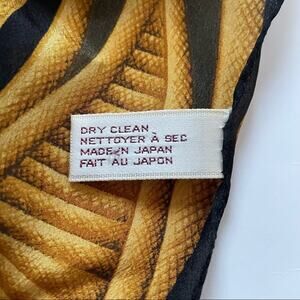 DRY CLEAN
NETTOYER À SEC
MADE IN JAPAN
FAIT AU JAPON